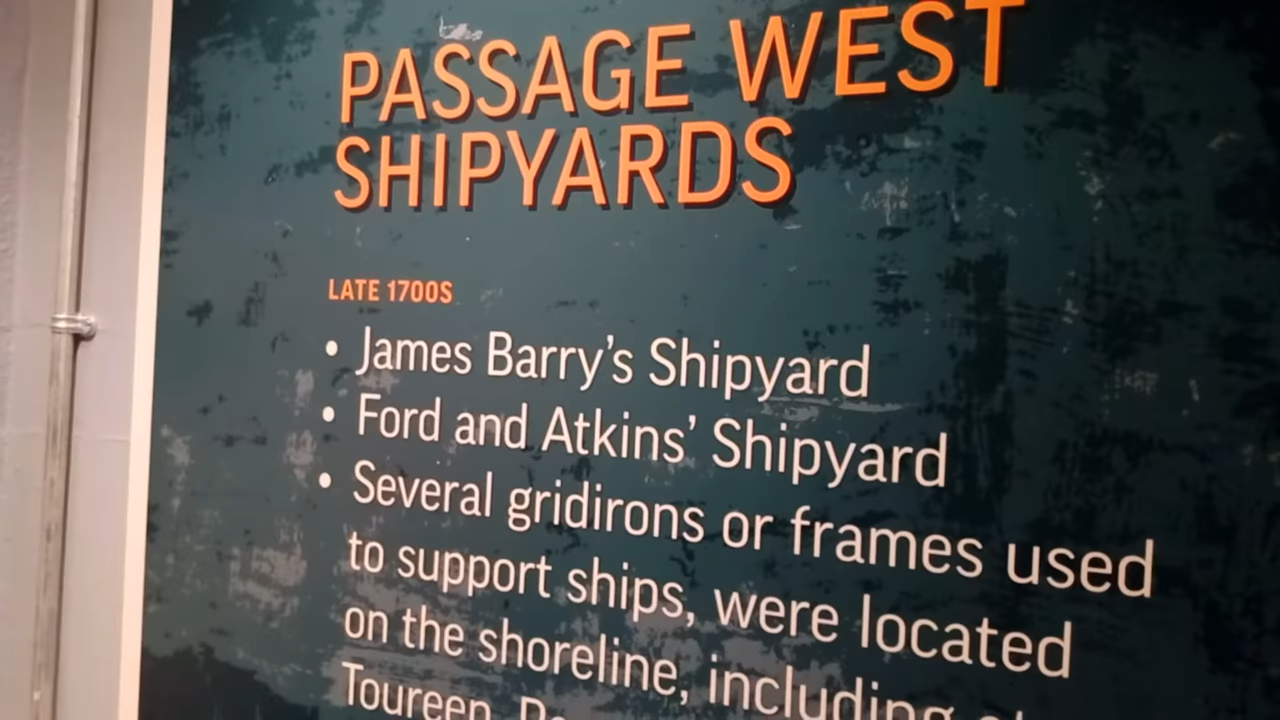 PASSAGE WEST
SHIPYARDS
LATE 1700S
• James Barry's Shipyard
• Ford and Atkins' Shipyard
• Several gridirons or frames used
to support ships, were located
on the shoreline, including
Toureen,